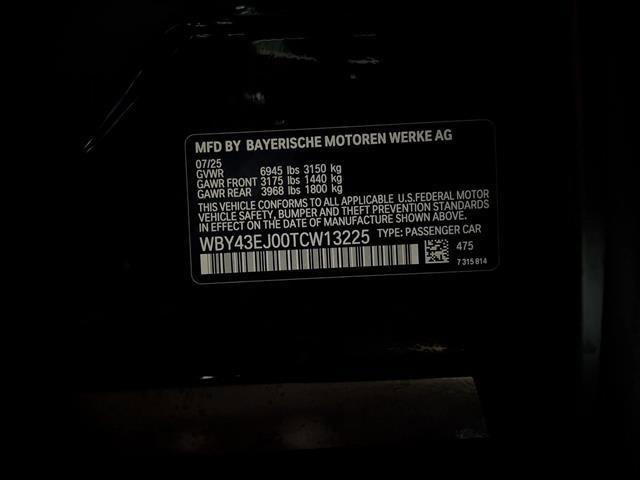 MFD BY BAYERISCHE MOTOREN WERKE AG
07/25
GVWR 6945 lbs 3150 kg
GAWR FRONT 3175 lbs 1440 kg
GAWR REAR 3968 lbs 1800 kg
THIS VEHICLE CONFORMS TO ALL APPLICABLE U.S.FEDERAL MOTOR
VEHICLE SAFETY, BUMPER AND THEFT PREVENTION STANDARDS
IN EFFECT ON THE DATE OF MANUFACTURE SHOWN ABOVE.
WBY43EJ00TCW13225 TYPE: PASSENGER CAR
475
7 315 814